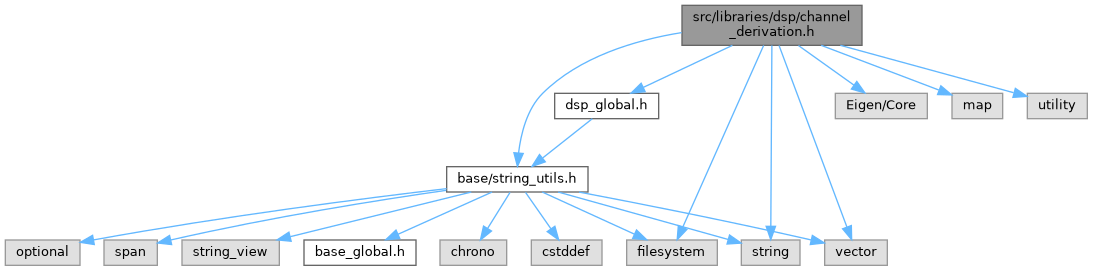 src/libraries/dsp/channel
_derivation.h
dsp_global.h
Eigen/Core
map
utility
base/string_utils.h
optional
span
string_view
base_global.h
chrono
cstddef
filesystem
string
vector